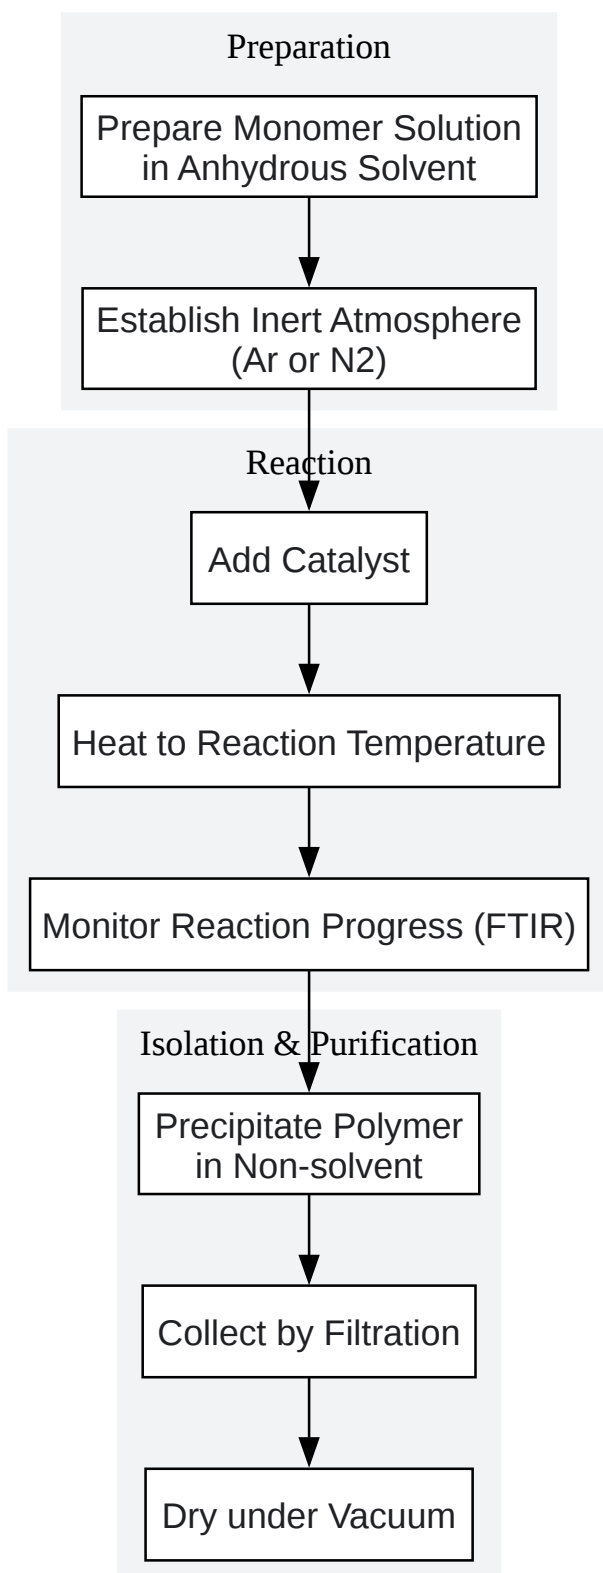 Preparation
Prepare Monomer Solution
in Anhydrous Solvent
Establish Inert Atmosphere
(Ar or N2)
Reaction
Add Catalyst
Heat to Reaction Temperature
Monitor Reaction Progress (FTIR)
Isolation & Purification
Precipitate Polymer
in Non-solvent
Collect by Filtration
Dry under Vacuum